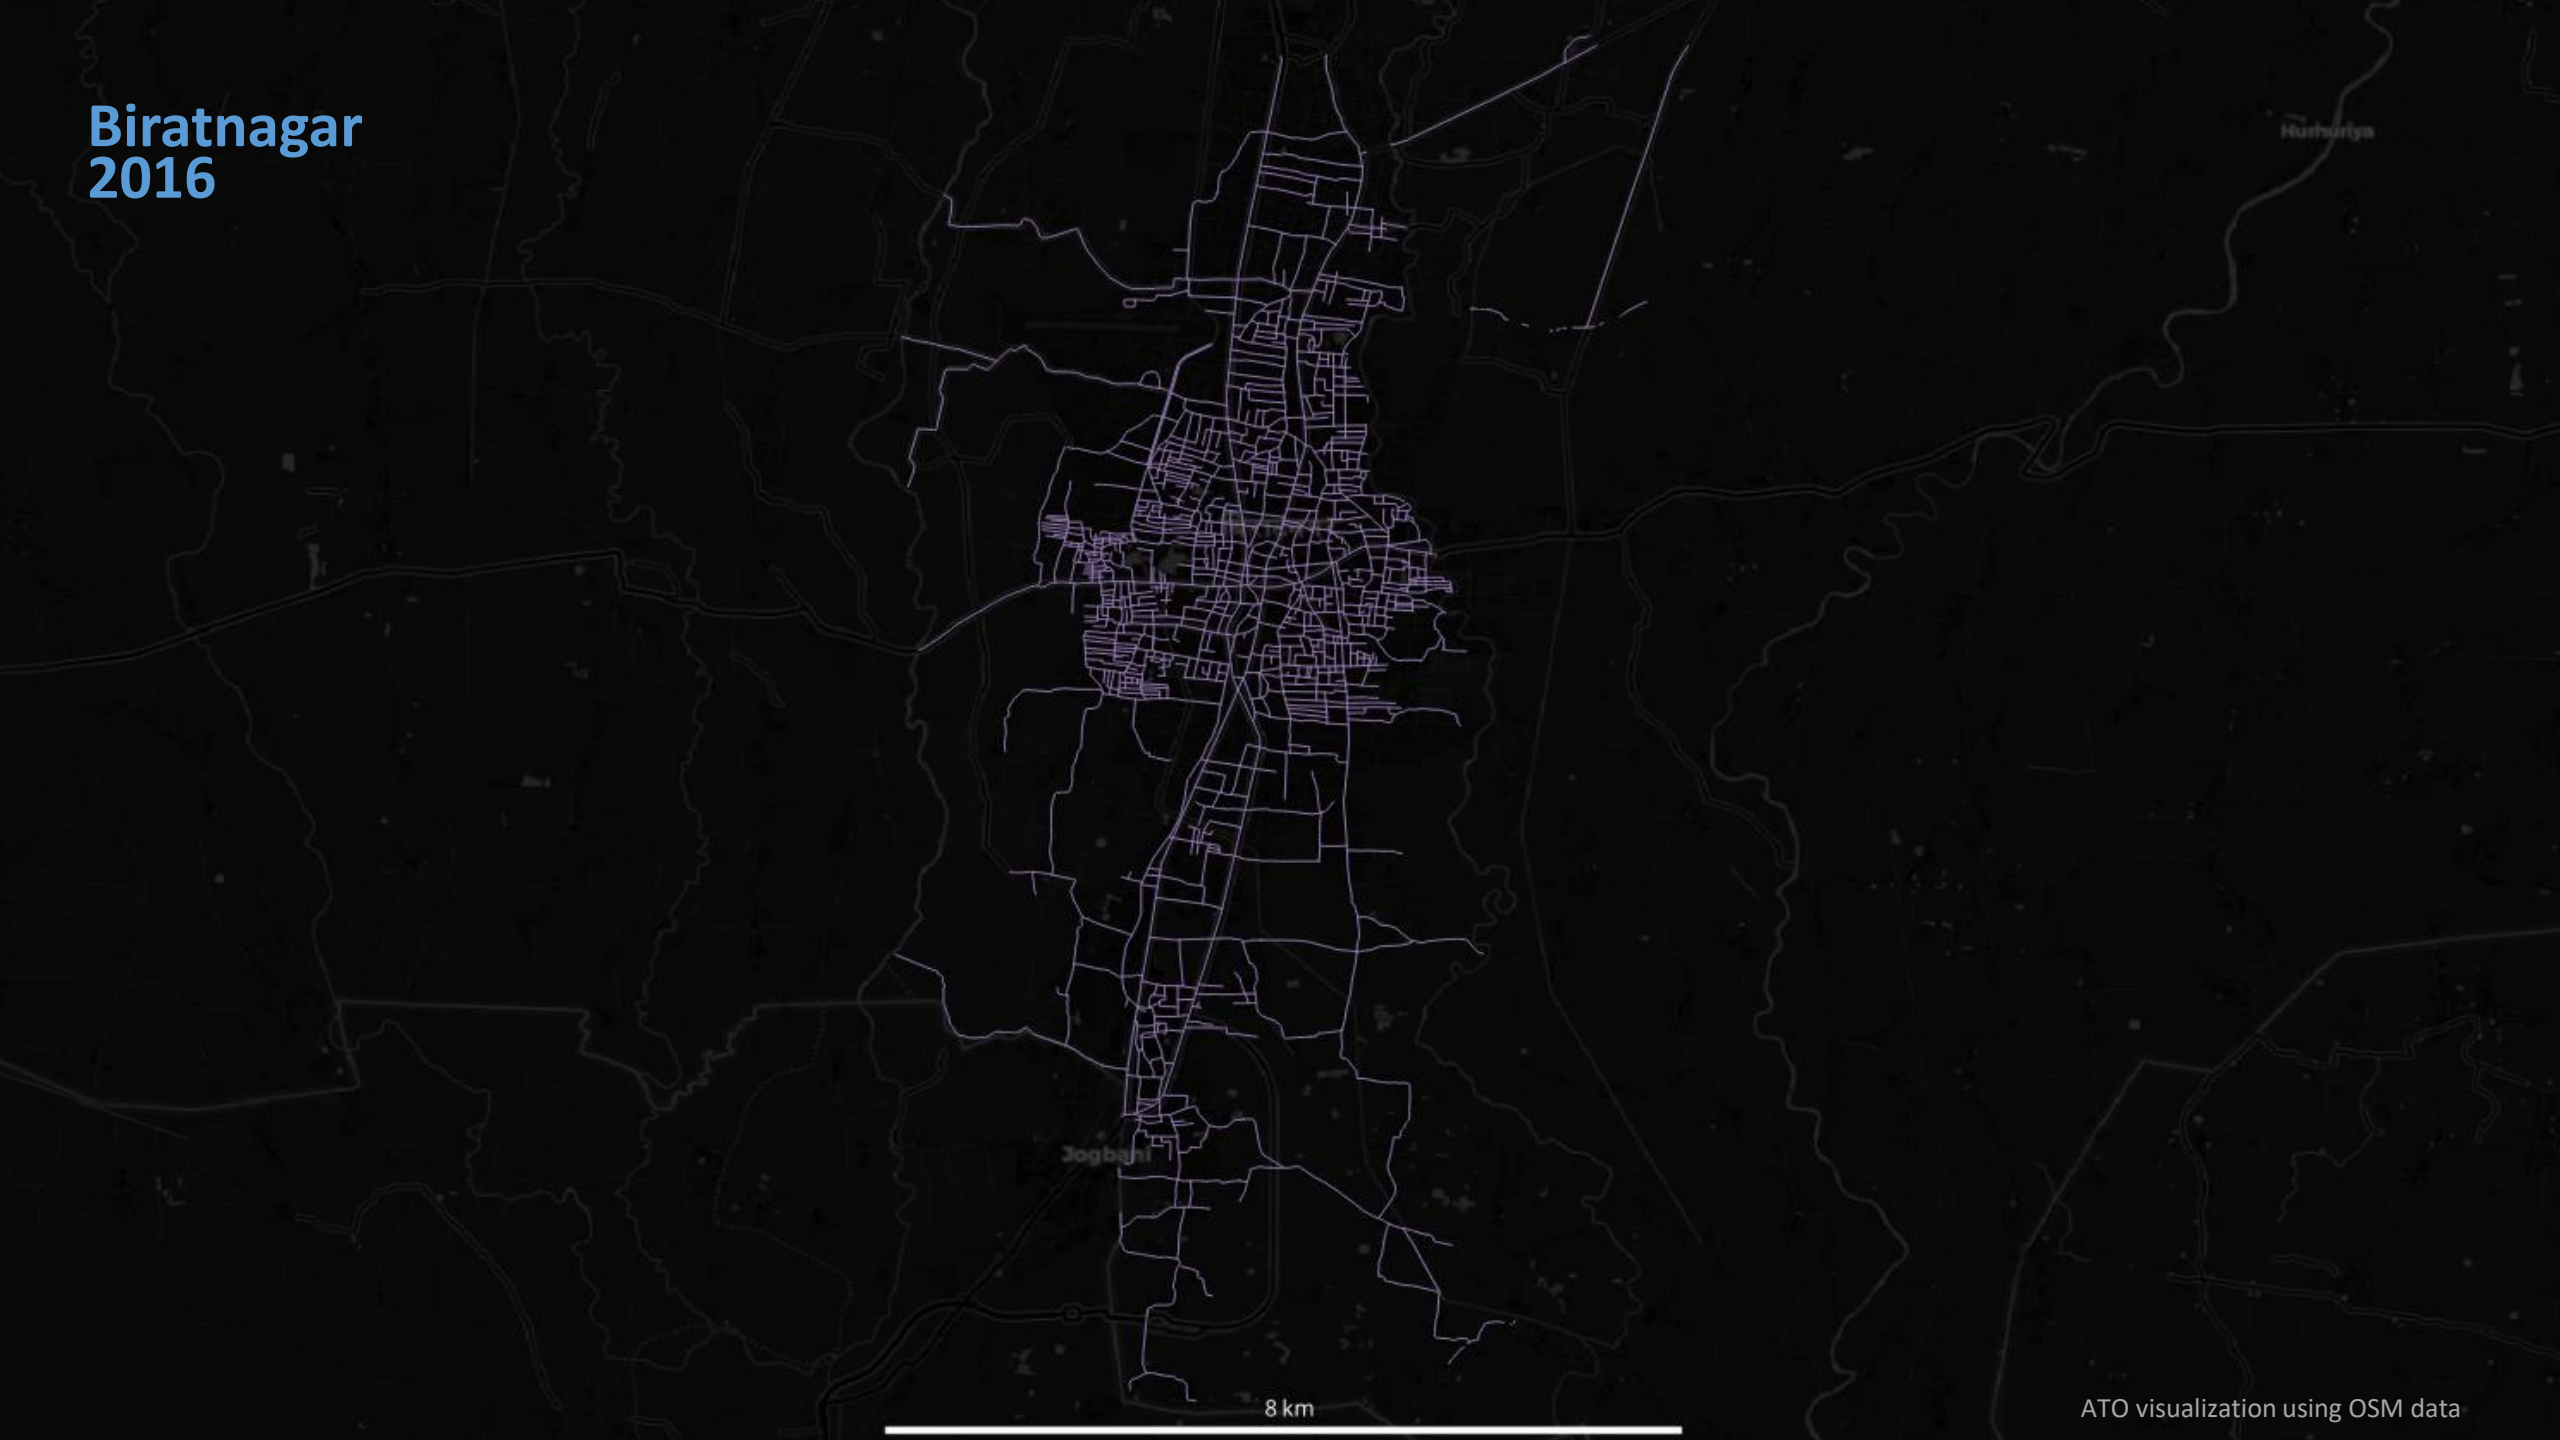 Biratnagar
2016
Hurhuriya
Jogbani
8 km
ATO visualization using OSM data